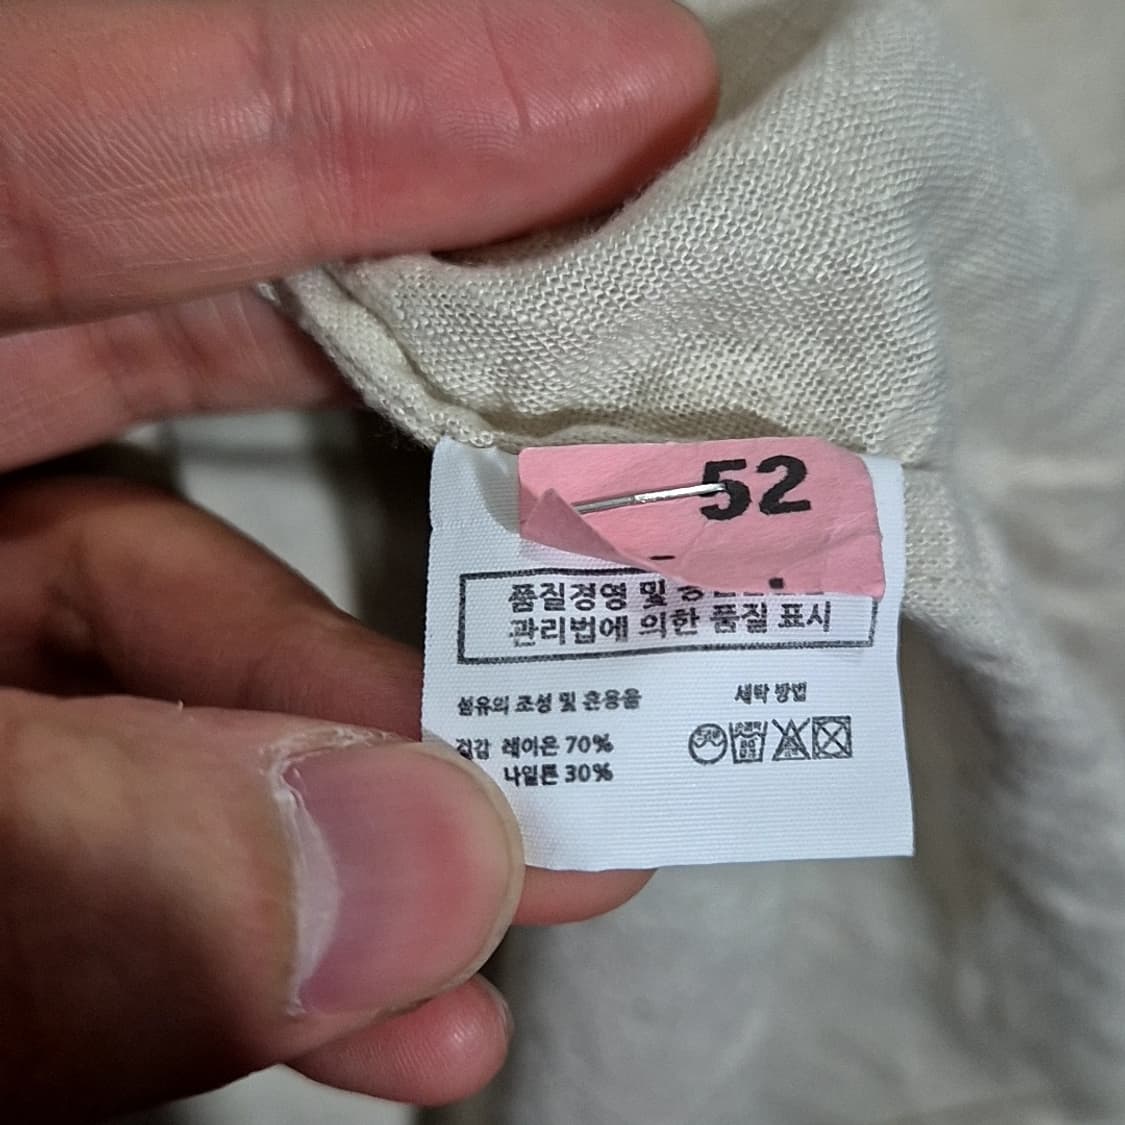 52
품질경영 및
관리법에 의한 품질 표시
섬유의 조성 및 혼용율
세탁 방법
겉감 레이온 70%
나일론 30%